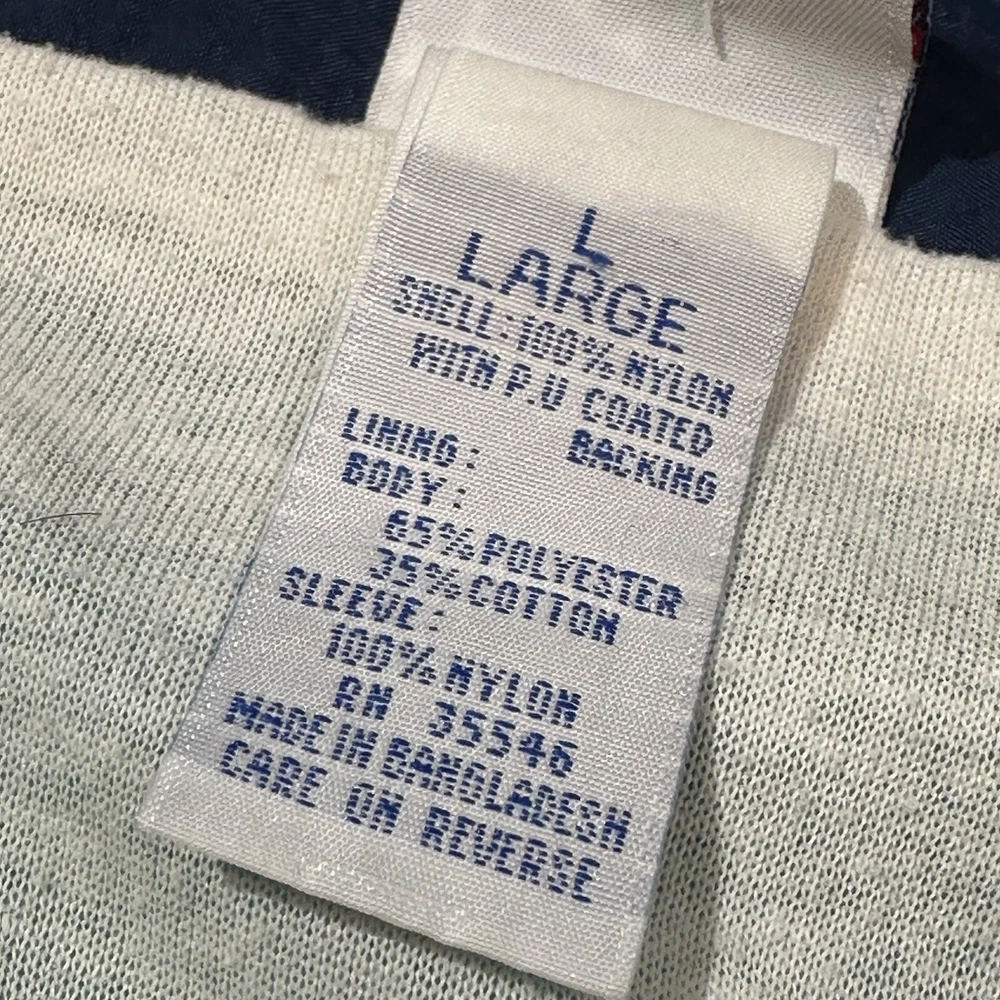 L
LARGE
SHELL:100% NYLON
WITH P.U COATED
BACKING
LINING:
BODY:
65% POLYESTER
35% COTTON
SLEEVE:
100% NYLON
RN 35546
MADE IN BANGLADESH
CARE ON REVERSE